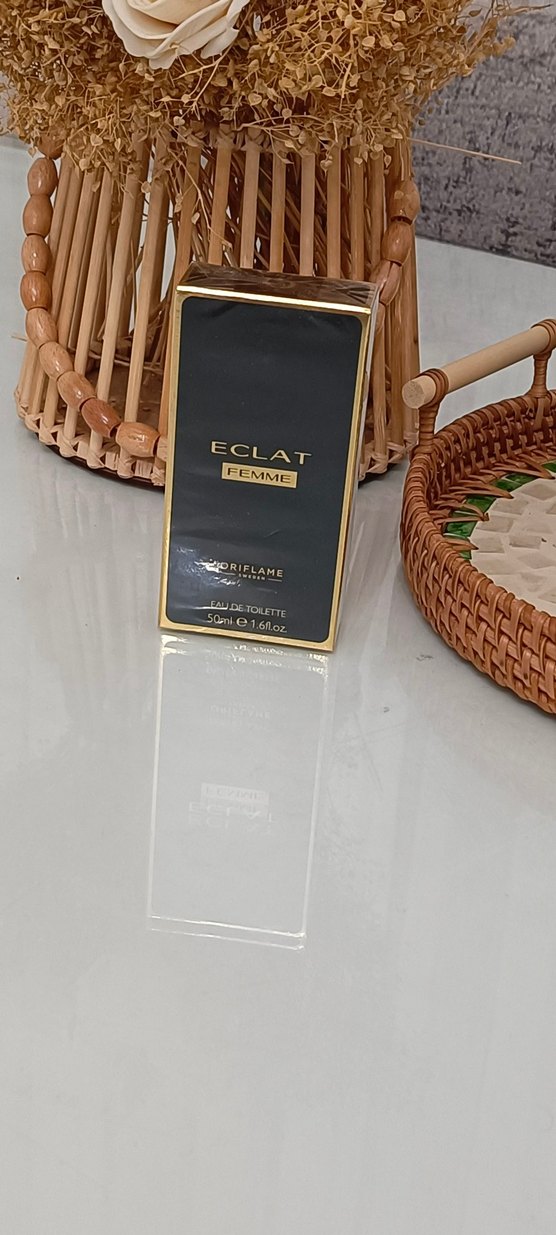 ECLAT
FEMME
ORIFLAME
SWEDEN
EAU DE TOILETTE
50ml e 1.6fl.oz.